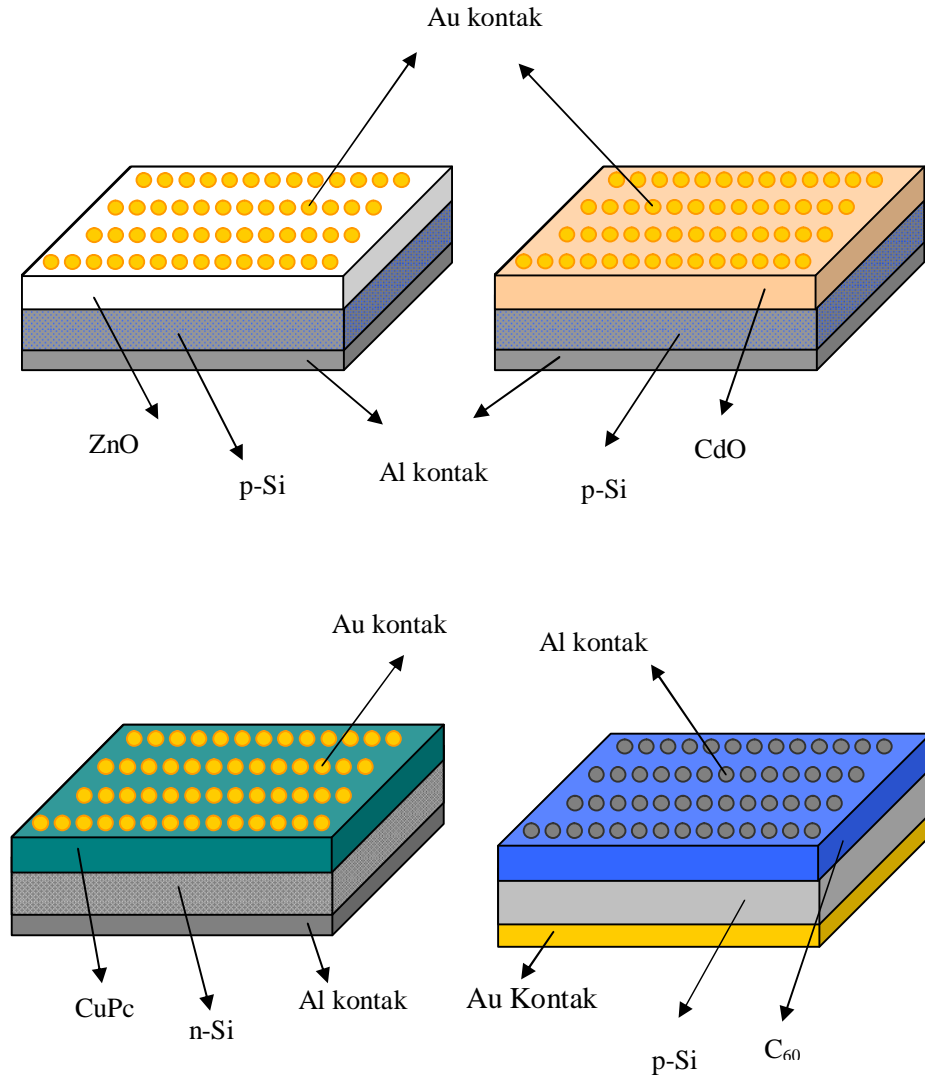 Au kontak
ZnO
p-Si
Al kontak
p-Si
CdO
Au kontak
Al kontak
CuPc
n-Si
Al kontak
Au Kontak
p-Si
C₆₀